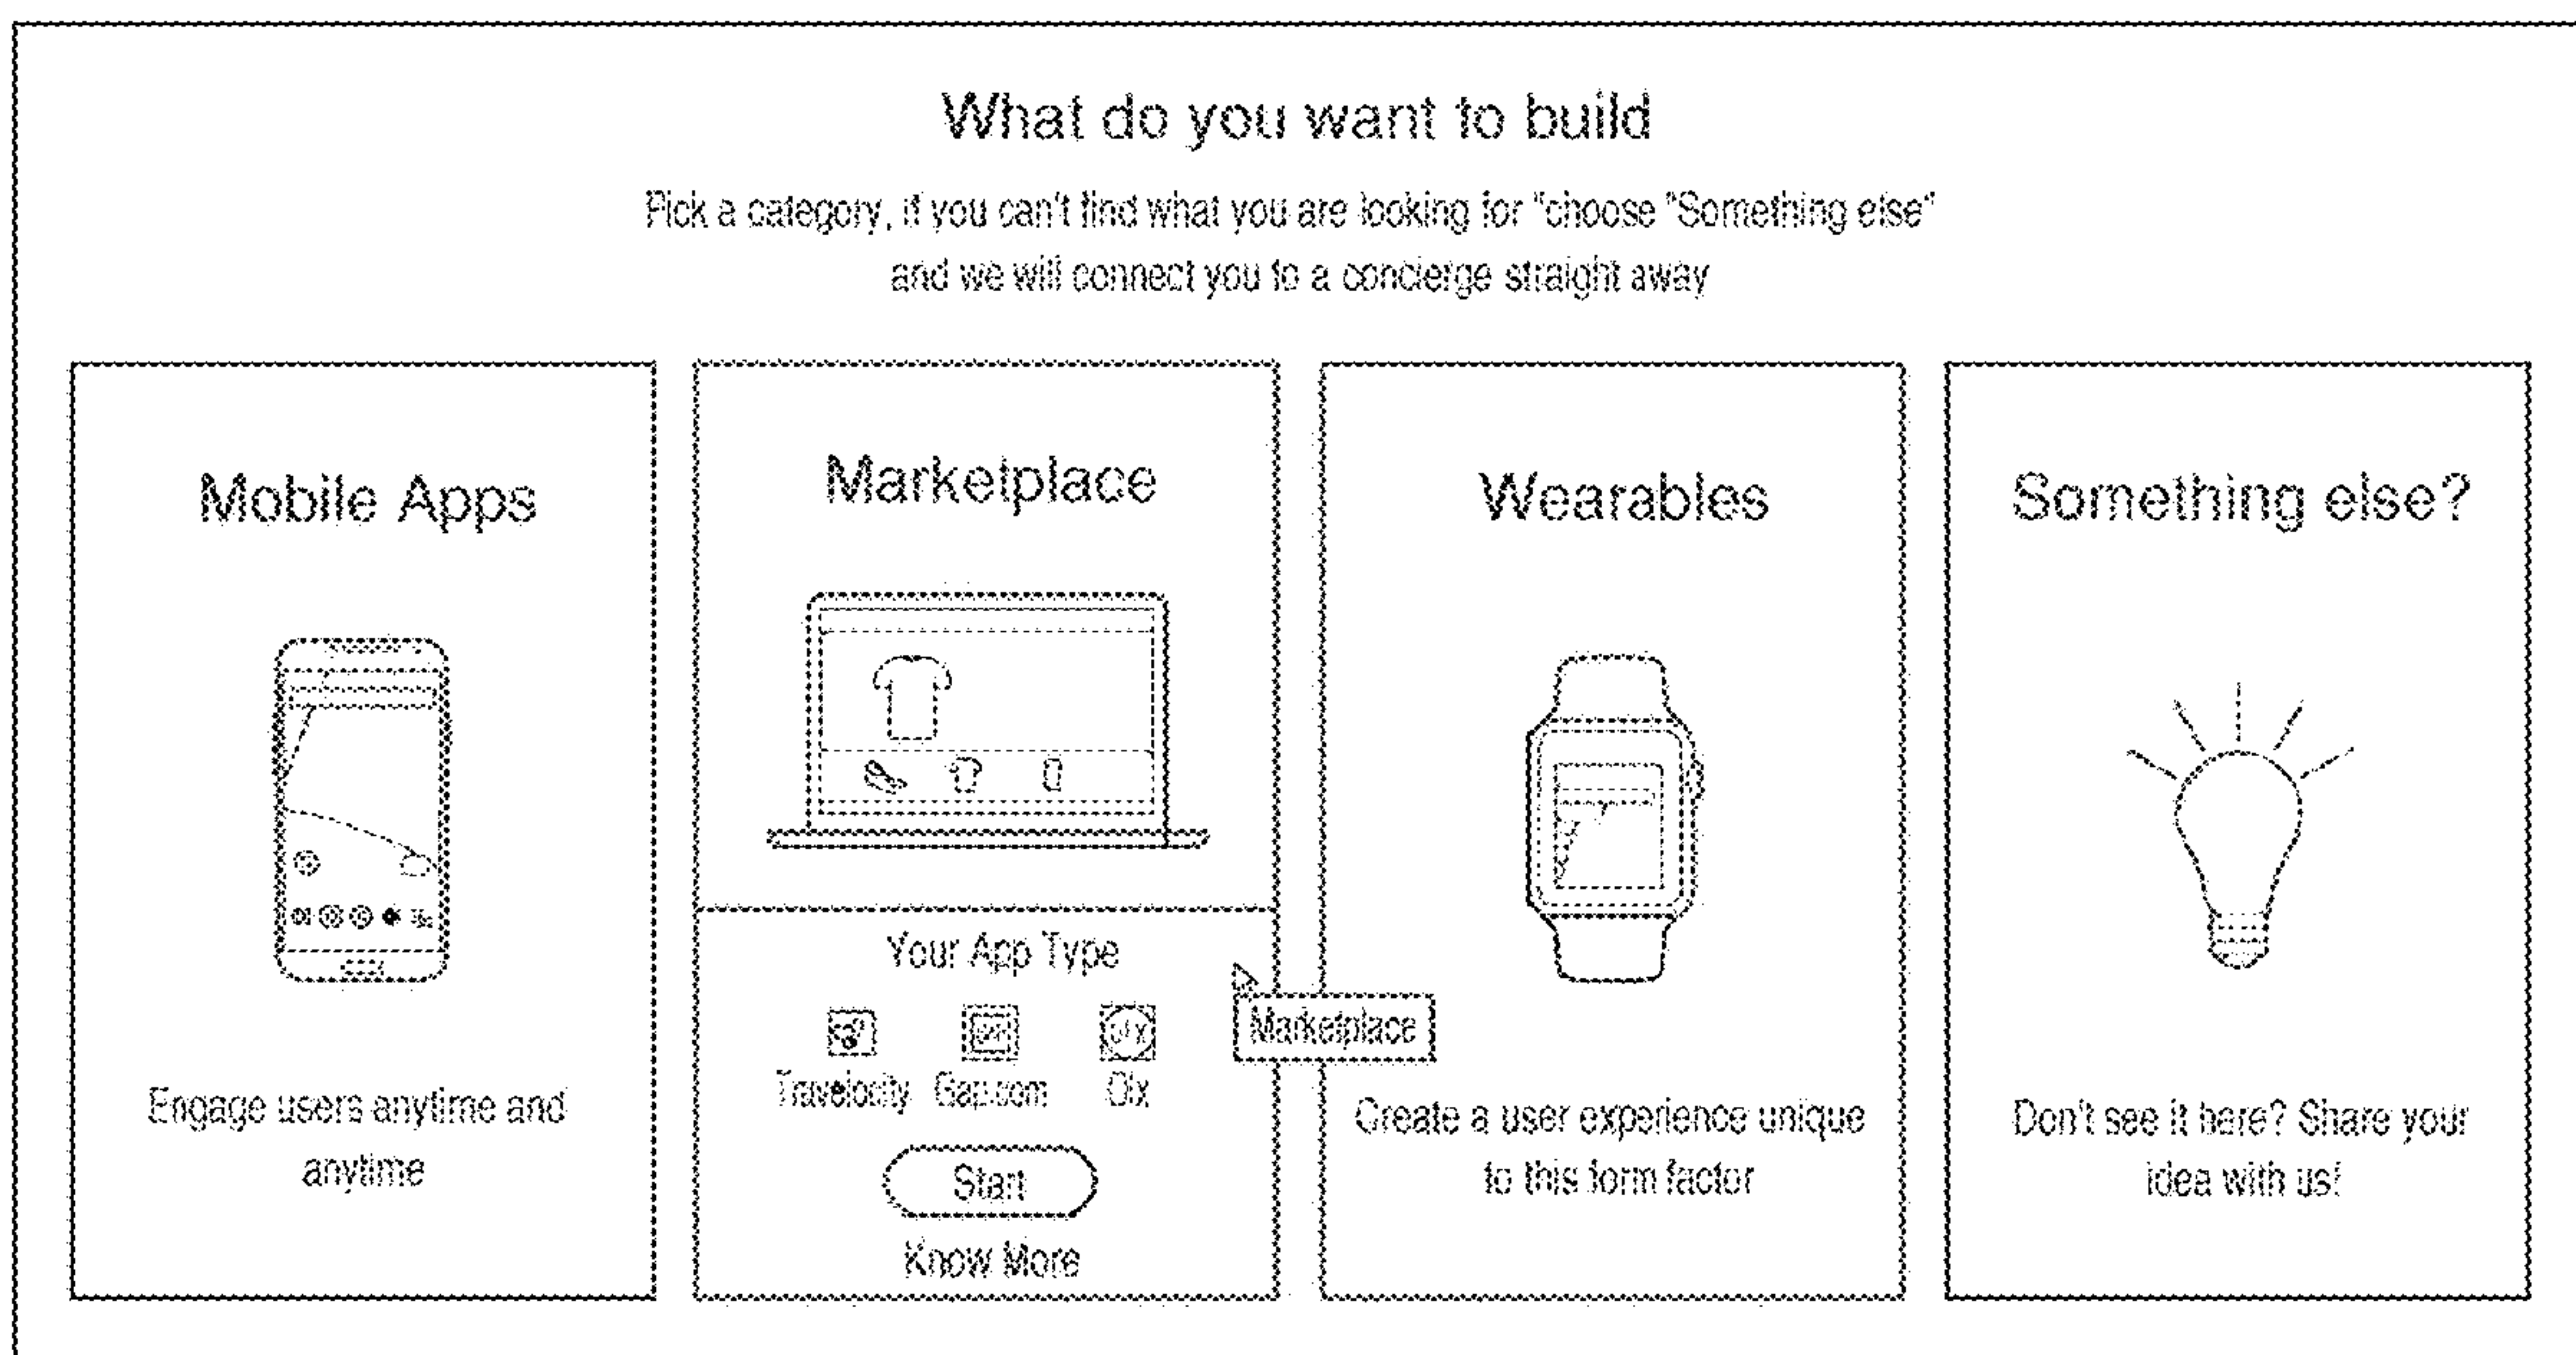 What do you want to build
Pick a category, if you can't find what you are looking for "choose "Something else"
and we will connect you to a concierge straight away
Mobile Apps
Engage users anytime and
anytime
Marketplace
Your App Type
Travelocity Gap.com Olx
Start
Know More
Marketplace
Wearables
Create a user experience unique
to this form factor
Something else?
Don't see it here? Share your
idea with us!